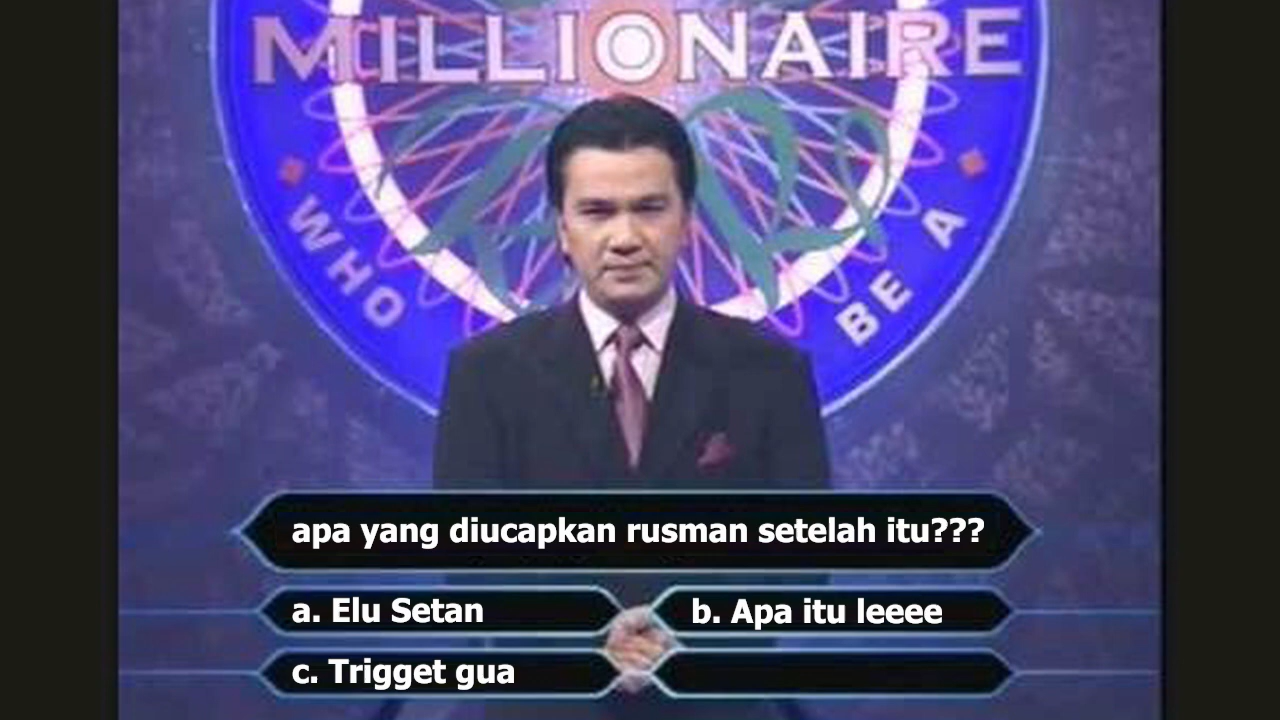 MILLIONAIRE
WHO
BE A
apa yang diucapkan rusman setelah itu???
a. Elu Setan
b. Apa itu leeee
c. Trigget gua